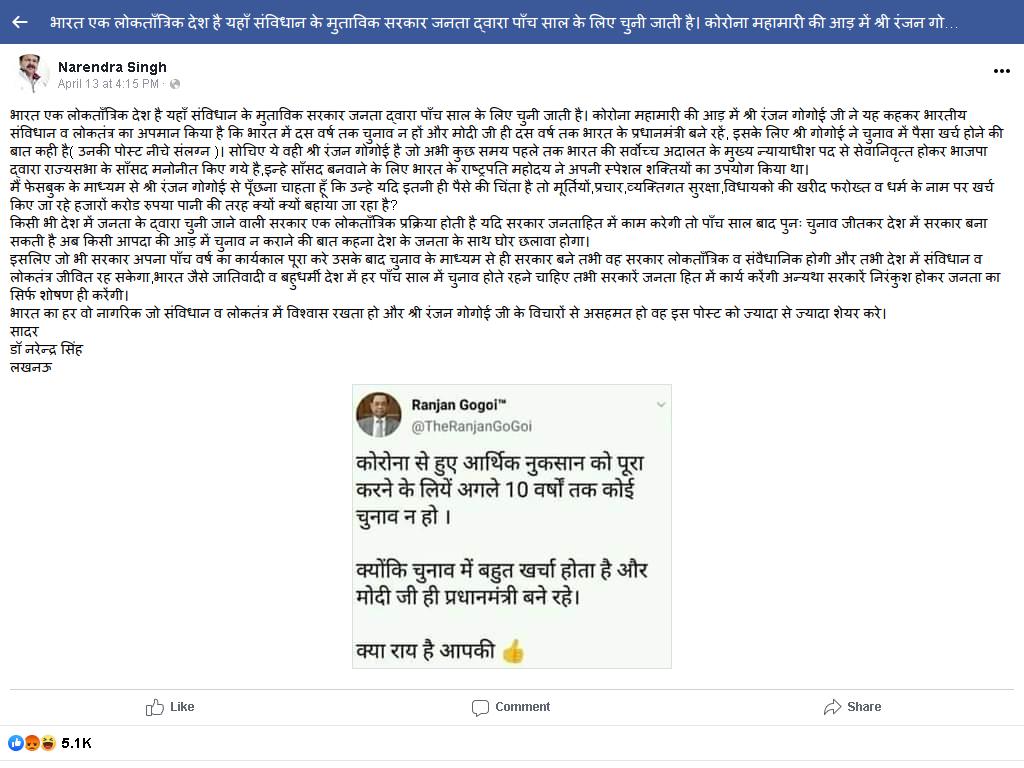 भारत एक लोकताँत्रिक देश है यहाँ संविधान के मुताविक सरकार जनता द्वारा पाँच साल के लिए चुनी जाती है। कोरोना महामारी की आड़ में श्री रंजन गो...
Narendra Singh
April 13 at 4:15 PM ·
भारत एक लोकताँत्रिक देश है यहाँ संविधान के मुताविक सरकार जनता द्वारा पाँच साल के लिए चुनी जाती है। कोरोना महामारी की आड़ में श्री रंजन गोगोई जी ने यह कहकर भारतीय
संविधान व लोकतंत्र का अपमान किया है कि भारत में दस वर्ष तक चुनाव न हों और मोदी जी ही दस वर्ष तक भारत के प्रधानमंत्री बने रहें, इसके लिए श्री गोगोई ने चुनाव में पैसा खर्च होने की
बात कही है( उनकी पोस्ट नीचे संलग्न )। सोचिए ये वही श्री रंजन गोगोई है जो अभी कुछ समय पहले तक भारत की सर्वोच्च अदालत के मुख्य न्यायाधीश पद से सेवानिवृत्त होकर भाजपा
द्वारा राज्यसभा के साँसद मनोनीत किए गये है,इन्हे साँसद बनवाने के लिए भारत के राष्ट्रपति महोदय ने अपनी स्पेशल शक्तियों का उपयोग किया था।
मैं फेसबुक के माध्यम से श्री रंजन गोगोई से पूँछना चाहता हूँ कि उन्हे यदि इतनी ही पैसे की चिंता है तो मूर्तियों,प्रचार,व्यक्तिगत सुरक्षा,विधायको की खरीद फरोख्त व धर्म के नाम पर खर्च
किए जा रहे हजारों करोड रुपया पानी की तरह क्यों क्यों बहाया जा रहा है?
किसी भी देश में जनता के द्वारा चुनी जाने वाली सरकार एक लोकतांत्रिक प्रक्रिया होती है यदि सरकार जनताहित में काम करेगी तो पाँच साल बाद पुनः चुनाव जीतकर देश में सरकार बना
सकती है अब किसी आपदा की आड़ में चुनाव न कराने की बात कहना देश के जनता के साथ घोर छलावा होगा।
इसलिए जो भी सरकार अपना पाँच वर्ष का कार्यकाल पूरा करे उसके बाद चुनाव के माध्यम से ही सरकार बने तभी वह सरकार लोकतांत्रिक व संवैधानिक होगी और तभी देश में संविधान व
लोकतंत्र जीवित रह सकेगा,भारत जैसे जातिवादी व बहुधर्मी देश में हर पाँच साल में चुनाव होते रहने चाहिए तभी सरकारें जनता हित में कार्य करेंगी अन्यथा सरकारें निरंकुश होकर जनता का
सिर्फ शोषण ही करेंगी।
भारत का हर वो नागरिक जो संविधान व लोकतंत्र में विश्वास रखता हो और श्री रंजन गोगोई जी के विचारों से असहमत हो वह इस पोस्ट को ज्यादा से ज्यादा शेयर करे।
सादर
डॉ नरेन्द्र सिंह
लखनऊ
Ranjan Gogoi™
@TheRanjanGoGoi
कोरोना से हुए आर्थिक नुकसान को पूरा
करने के लियें अगले 10 वर्षों तक कोई
चुनाव न हो ।
क्योंकि चुनाव में बहुत खर्चा होता है और
मोदी जी ही प्रधानमंत्री बने रहे।
क्या राय है आपकी 👍
Like
Comment
Share
5.1K